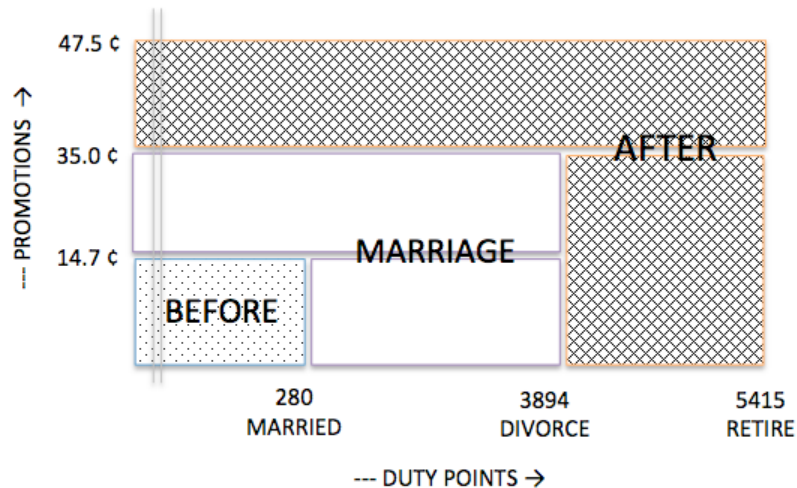 47.5 ¢
AFTER
35.0 ¢
MARRIAGE
14.7 ¢
BEFORE
--- PROMOTIONS →
280
MARRIED
3894
DIVORCE
5415
RETIRE
--- DUTY POINTS →